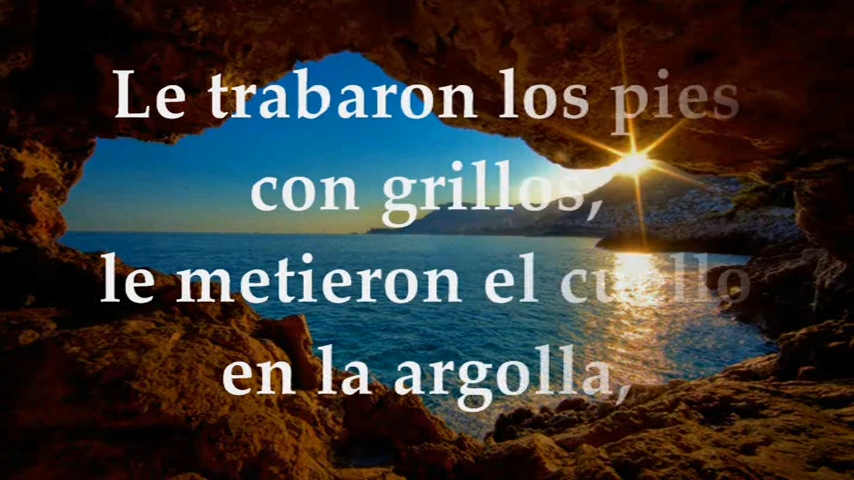 Le trabaron los pies
con grillos,
le metieron el cuello
en la argolla,